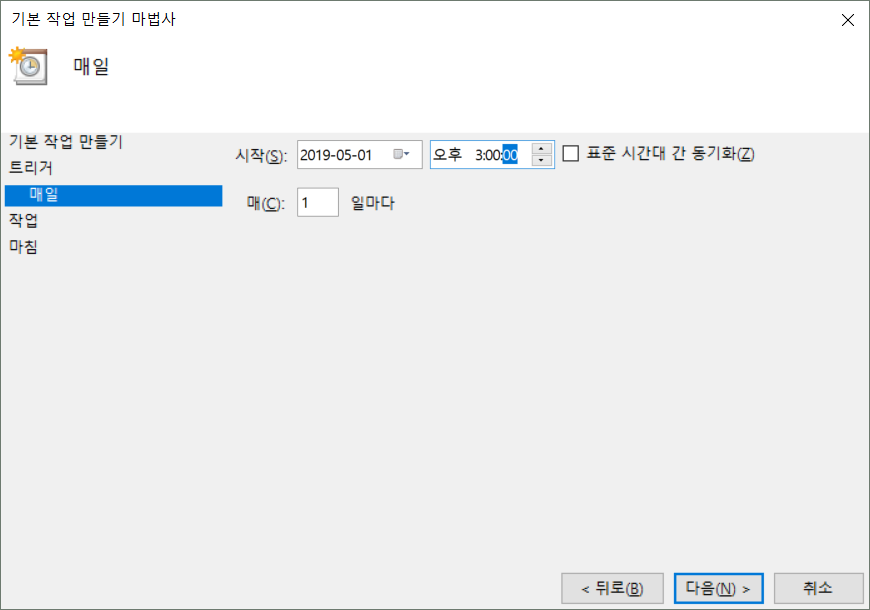 기본 작업 만들기 마법사
매일
기본 작업 만들기
트리거
매일
작업
마침
시작(S): 2019-05-01 오후 3:00:00 표준 시간대 간 동기화(Z)
매(C): 1 일마다
< 뒤로(B) 다음(N) > 취소